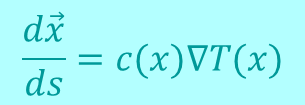 dx⃗/ds = c(x)∇T(x)